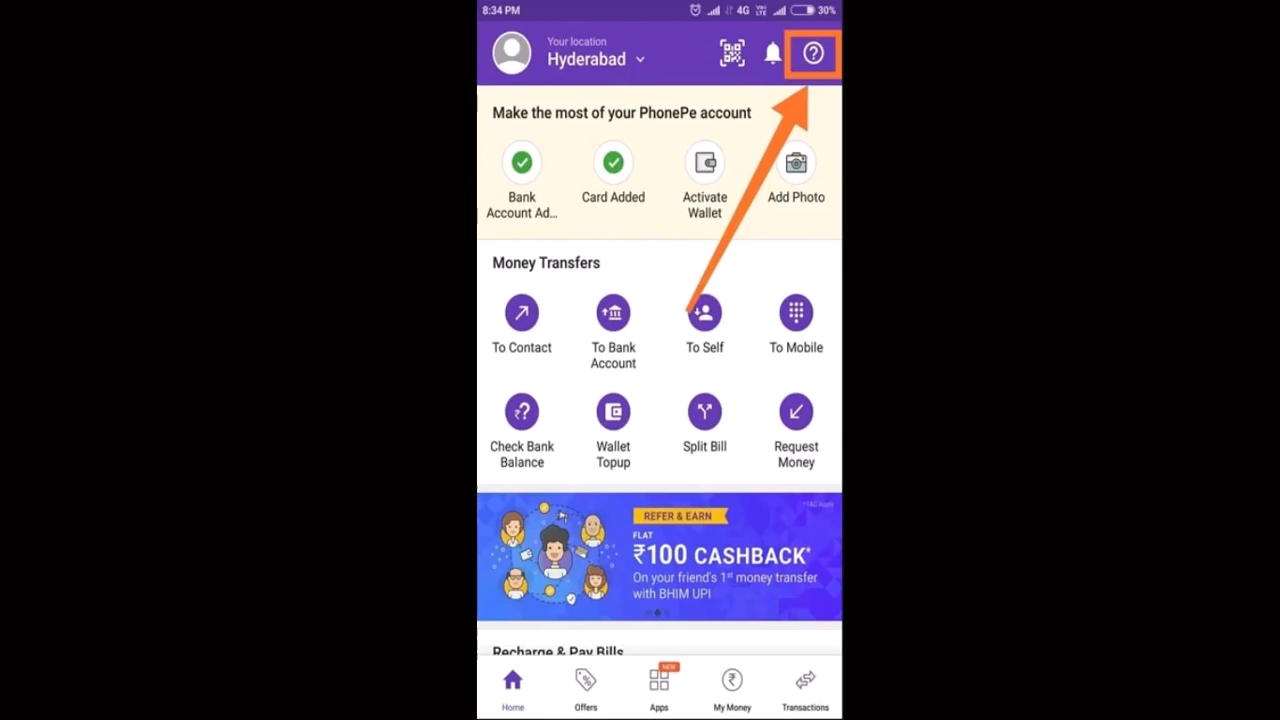 8:34 PM 4G VoLTE 30%
Your location
Hyderabad
Make the most of your PhonePe account
Bank
Account Ad...
Card Added
Activate
Wallet
Add Photo
Money Transfers
To Contact
To Bank
Account
To Self
To Mobile
Check Bank
Balance
Wallet
Topup
Split Bill
Request
Money
*T&C Apply
REFER & EARN
FLAT
₹100 CASHBACK*
On your friend's 1st money transfer
with BHIM UPI
Recharge & Pay Bills
NEW
Home
Offers
Apps
My Money
Transactions